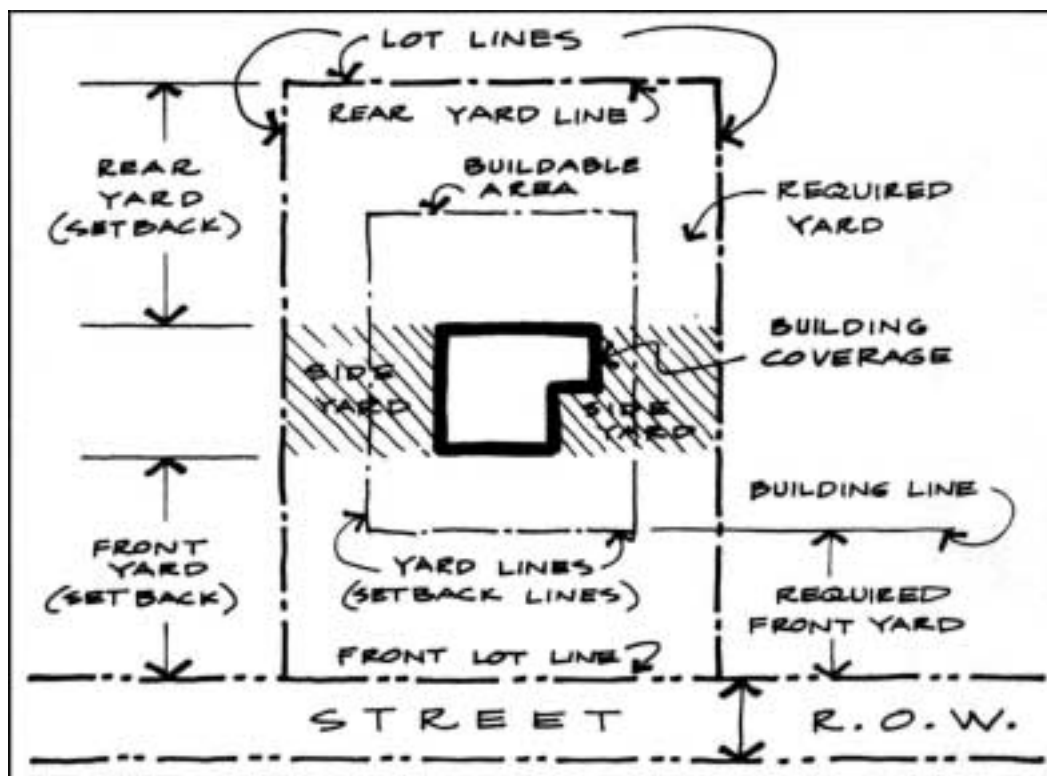 LOT LINES
REAR YARD LINE
BUILDABLE
AREA
REAR
YARD
(SETBACK)
REQUIRED
YARD
BUILDING
COVERAGE
SIDE
YARD
SIDE
YARD
BUILDING LINE
FRONT
YARD
(SETBACK)
YARD LINES
(SETBACK LINES)
REQUIRED
FRONT YARD
FRONT LOT LINE
STREET R.O.W.